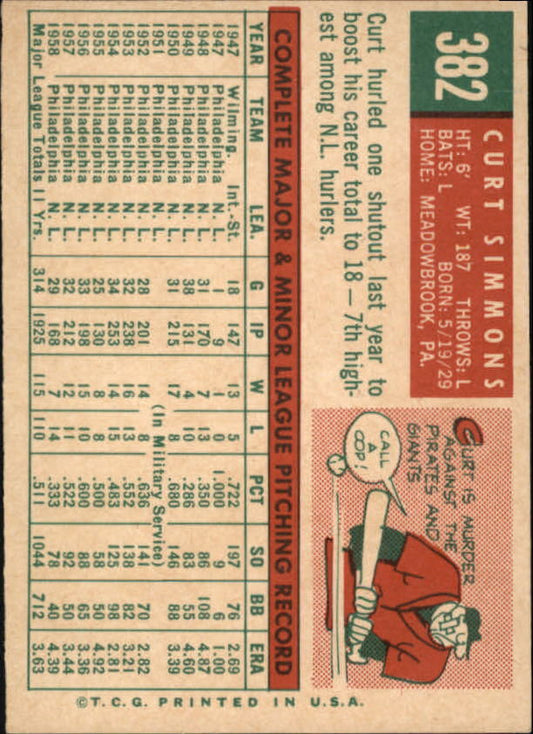 382
CURT SIMMONS
HT: 6' WT: 187 THROWS: L
BATS: L BORN: 5/19/29
HOME: MEADOWBROOK, PA.
Curt hurled one shutout last year to
boost his career total to 18 — 7th high-
est among N.L. hurlers.
CURT IS MURDER
AGAINST THE
PIRATES AND
GIANTS
CALL
A
COP!
COMPLETE MAJOR & MINOR LEAGUE PITCHING RECORD
YEAR TEAM LEA. G IP W L PCT SO BB ERA
1947 Wilming. Int.-St. 18 147 13 5 .722 197 76 2.69
1947 Philadelphia N. L. 1 9 1 0 1.000 9 6 1.00
1948 Philadelphia N. L. 31 170 7 13 .350 86 108 4.87
1949 Philadelphia N. L. 38 131 4 10 .286 83 55 4.60
1950 Philadelphia N. L. 31 215 17 8 .680 146 88 3.39
1951 Philadelphia N. L. (In Military Service)
1952 Philadelphia N. L. 28 201 14 8 .636 141 70 2.82
1953 Philadelphia N. L. 32 238 16 13 .552 138 82 3.21
1954 Philadelphia N. L. 34 253 14 15 .483 125 98 2.81
1955 Philadelphia N. L. 25 130 8 8 .500 58 50 4.92
1956 Philadelphia N. L. 33 198 15 10 .600 88 65 3.36
1957 Philadelphia N. L. 32 212 12 11 .522 92 50 3.44
1958 Philadelphia N. L. 29 168 7 14 .333 78 40 4.39
Major League Totals 11 Yrs. 314 1925 115 110 .511 1044 712 3.63
©T.C.G. PRINTED IN U.S.A.